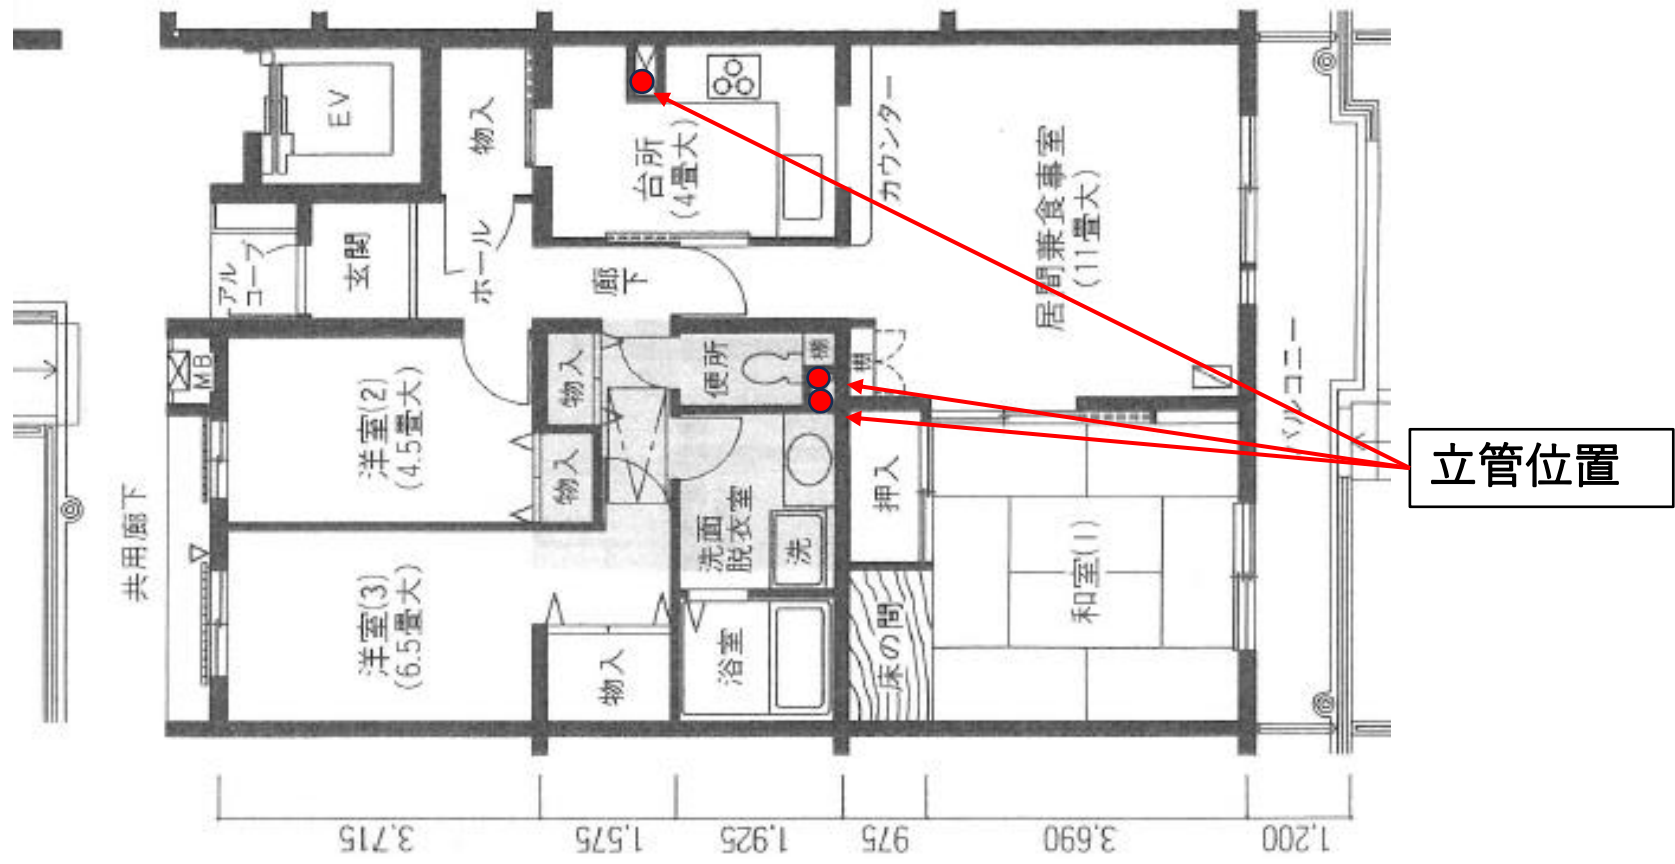 EV
物入
台所
(4畳大)
カウンター
居間兼食事室
(11畳大)
アル
コーブ
玄関
ホール
廊下
バルコニー
MB
洋室(2)
(4.5畳大)
物入
便所
棚
棚
立管位置
物入
押入
洗面
脱衣室
洗
共用廊下
和室(1)
洋室(3)
(6.5畳大)
物入
浴室
床の間
3,715
1,575
1,925
975
3,690
1,200